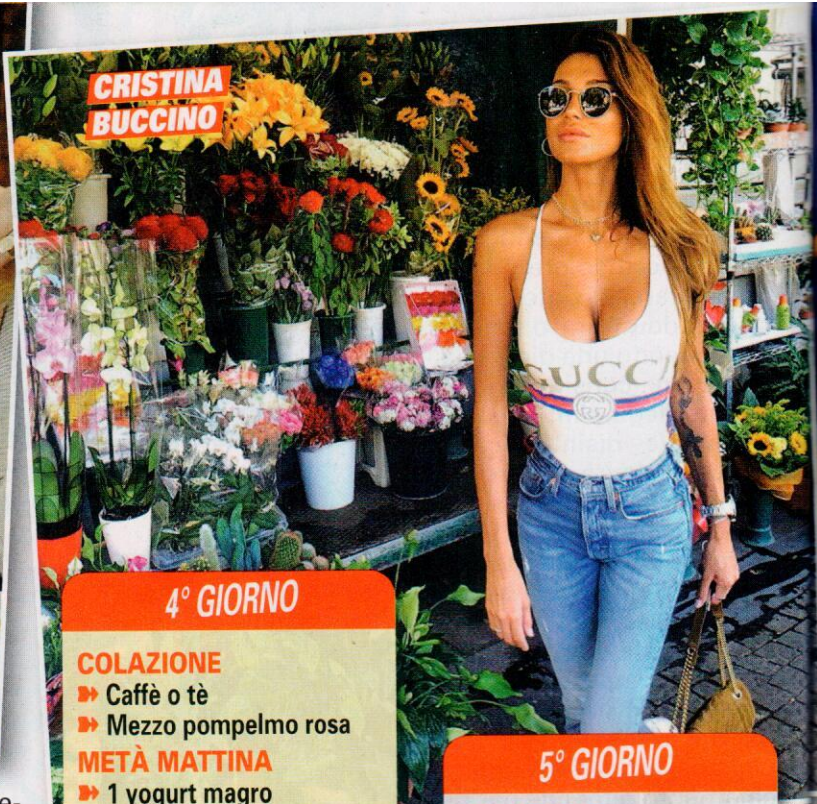 CRISTINA
BUCCINO
GUCCI
4° GIORNO
COLAZIONE
Caffè o tè
Mezzo pompelmo rosa
METÀ MATTINA
1 yogurt magro
5° GIORNO